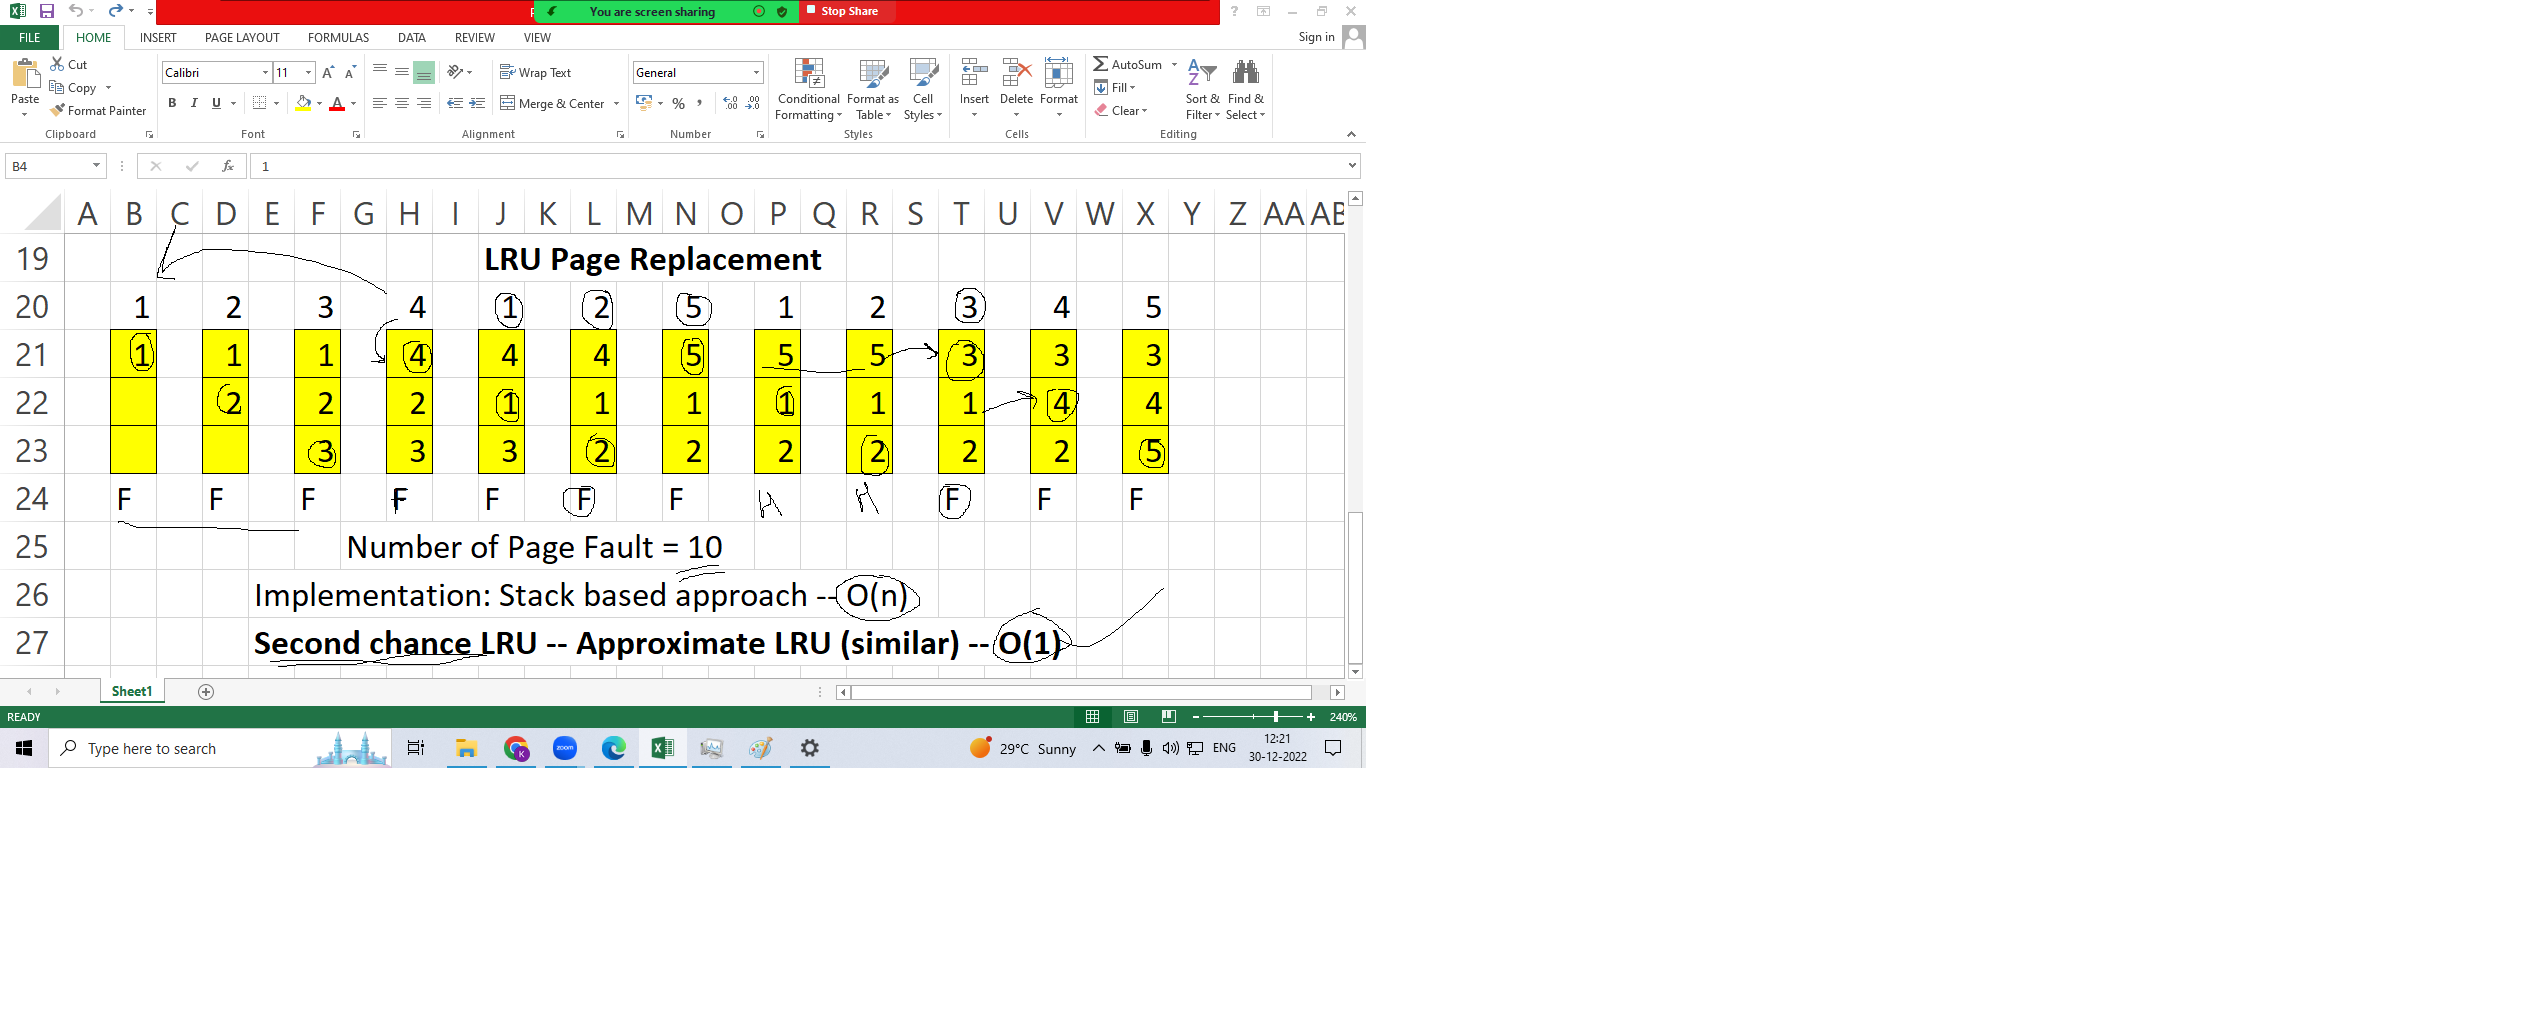 You are screen sharing Stop Share
FILE HOME INSERT PAGE LAYOUT FORMULAS DATA REVIEW VIEW Sign in
Paste Cut Copy Format Painter
Clipboard
Calibri 11
B I U A
Font
Wrap Text
Merge & Center
Alignment
General
% ,
Number
Conditional Formatting Format as Table Cell Styles
Styles
Insert Delete Format
Cells
AutoSum Fill Clear Sort & Filter Find & Select
Editing
B4 fx 1
A B C D E F G H I J K L M N O P Q R S T U V W X Y Z AA AB
19 LRU Page Replacement
20 1 2 3 4 1 2 5 1 2 3 4 5
21 1 1 1 4 4 4 5 5 5 3 3 3
22 2 2 2 1 1 1 1 1 1 4 4
23 3 3 3 2 2 2 2 2 2 5
24 F F F F F F F H H F F F
25 Number of Page Fault = 10
26 Implementation: Stack based approach -- O(n)
27 Second chance LRU -- Approximate LRU (similar) -- O(1)
Sheet1
READY 240%
Type here to search zoom 29°C Sunny ENG 12:21
30-12-2022